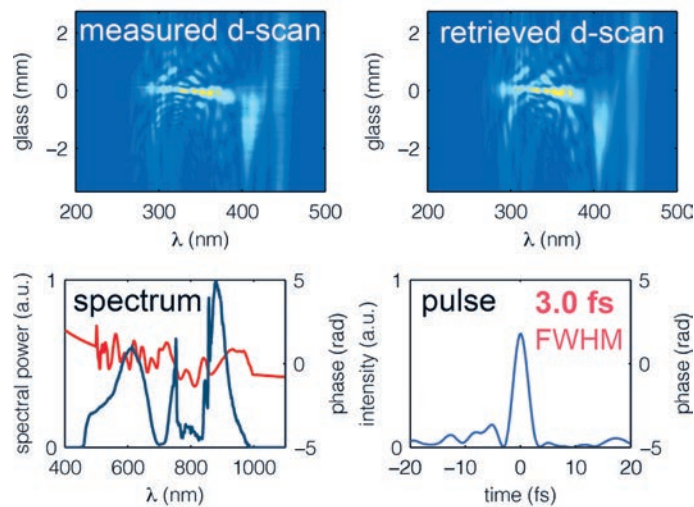 measured d-scan
glass (mm)
2
0
−2
200
300
400
500
λ (nm)
retrieved d-scan
glass (mm)
2
0
−2
200
300
400
500
λ (nm)
spectrum
spectral power (a.u.)
1
0
5
0
−5
phase (rad)
400
600
800
1000
λ (nm)
pulse
3.0 fs
FWHM
intensity (a.u.)
1
0
5
0
−5
phase (rad)
−20
−10
0
10
20
time (fs)